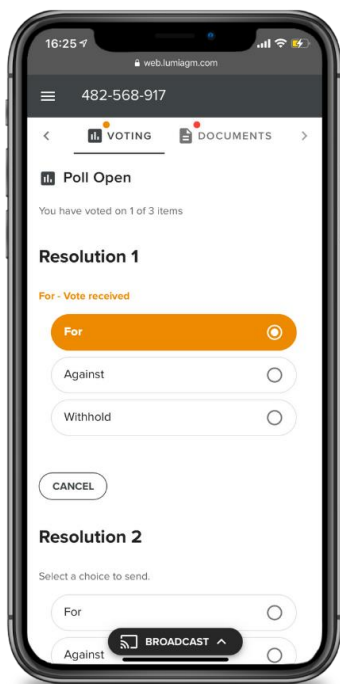 16:25
web.lumiagm.com
482-568-917
VOTING
DOCUMENTS
Poll Open
You have voted on 1 of 3 items
Resolution 1
For - Vote received
For
Against
Withhold
CANCEL
Resolution 2
Select a choice to send.
For
BROADCAST
Against